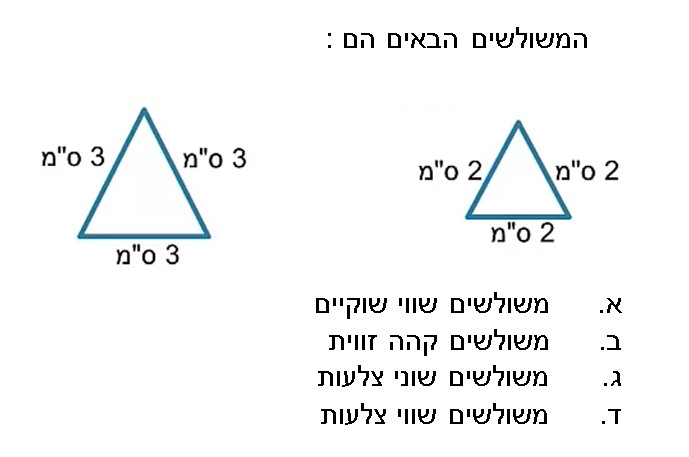 המשולשים הבאים הם :
2 ס"מ
2 ס"מ
2 ס"מ
3 ס"מ
3 ס"מ
3 ס"מ
א. משולשים שווי שוקיים
ב. משולשים קהה זווית
ג. משולשים שוני צלעות
ד. משולשים שווי צלעות